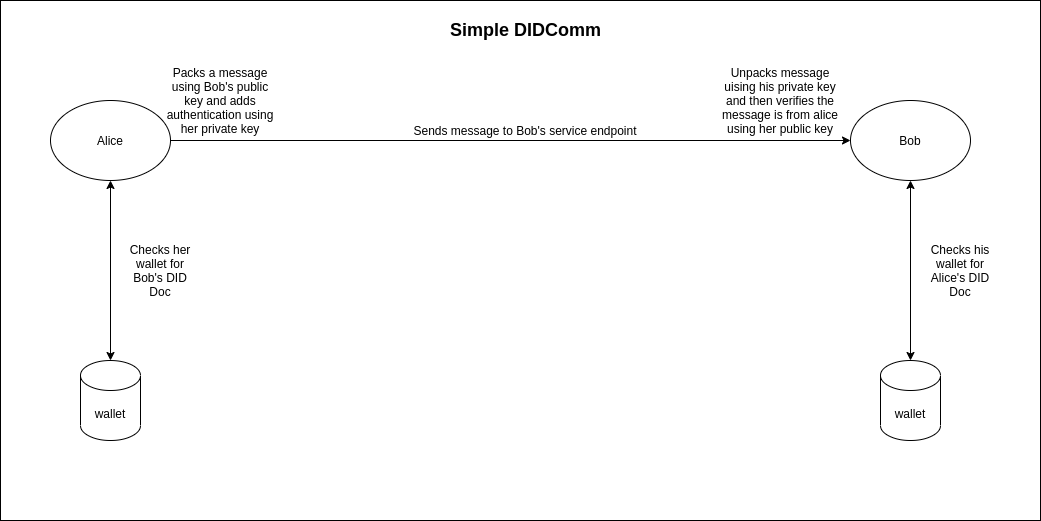 Simple DIDComm
Packs a message
using Bob's public
key and adds
authentication using
her private key
Unpacks message
uising his private key
and then verifies the
message is from alice
using her public key
Sends message to Bob's service endpoint
Alice
Bob
Checks her
wallet for
Bob's DID
Doc
Checks his
wallet for
Alice's DID
Doc
wallet
wallet